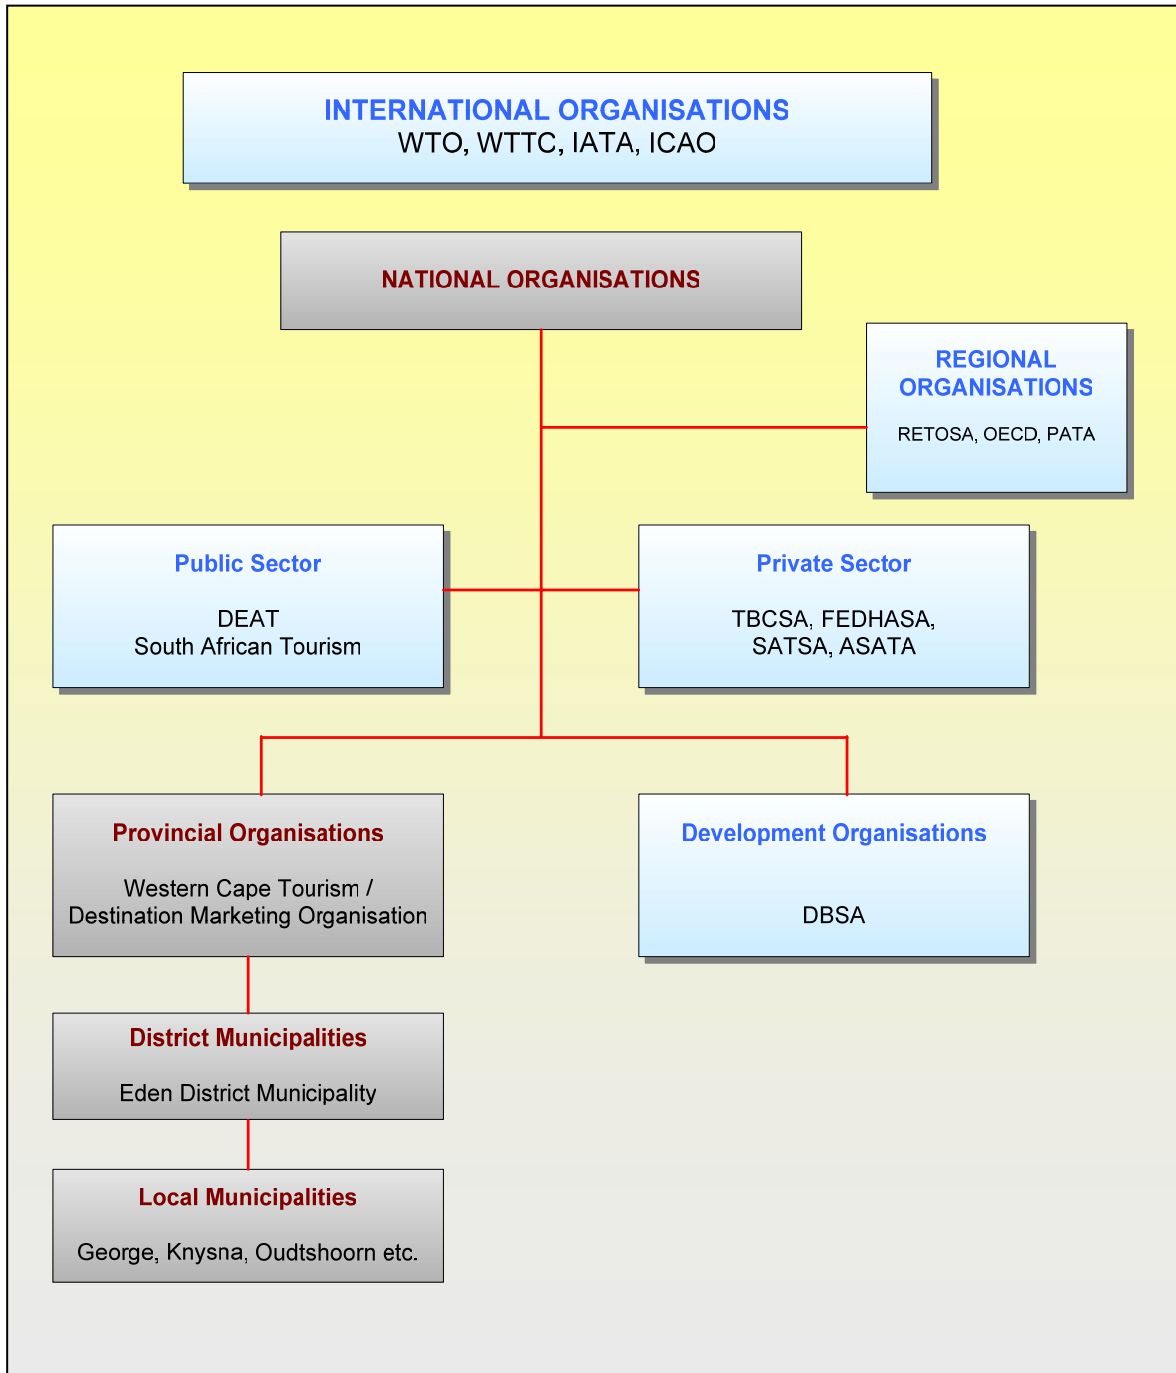 INTERNATIONAL ORGANISATIONS
WTO, WTTC, IATA, ICAO
NATIONAL ORGANISATIONS
REGIONAL
ORGANISATIONS
RETOSA, OECD, PATA
Public Sector
DEAT
South African Tourism
Private Sector
TBCSA, FEDHASA,
SATSA, ASATA
Provincial Organisations
Western Cape Tourism /
Destination Marketing Organisation
Development Organisations
DBSA
District Municipalities
Eden District Municipality
Local Municipalities
George, Knysna, Oudtshoorn etc.